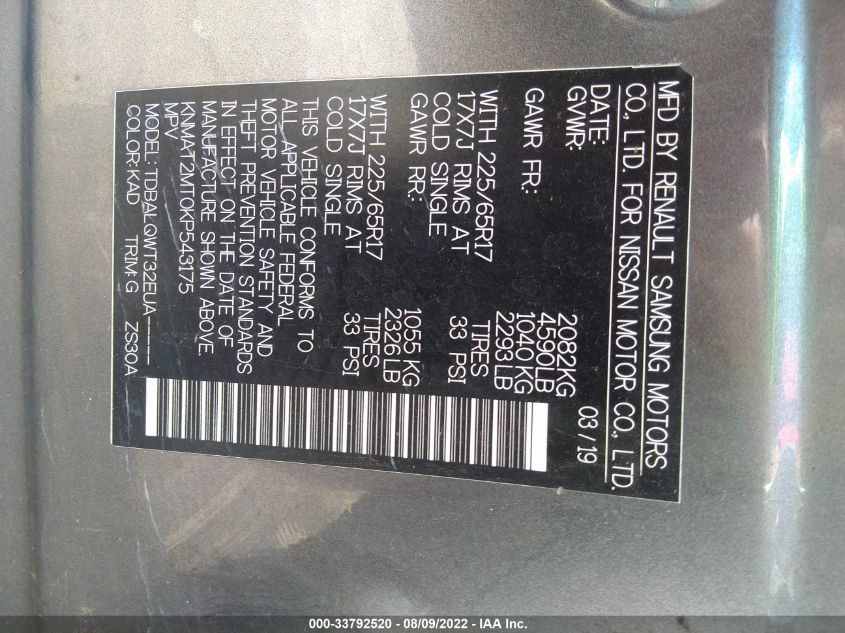 MFD BY RENAULT SAMSUNG MOTORS
CO., LTD. FOR NISSAN MOTOR CO., LTD.
DATE: 03/19
GVWR: 2082KG
4590LB
GAWR FR: 1040 KG
2293 LB
WITH 225/65R17 TIRES
17X7J RIMS AT 33 PSI
COLD SINGLE
GAWR RR: 1055 KG
2326 LB
WITH 225/65R17 TIRES
17X7J RIMS AT 33 PSI
COLD SINGLE
THIS VEHICLE CONFORMS TO
ALL APPLICABLE FEDERAL
MOTOR VEHICLE SAFETY AND
THEFT PREVENTION STANDARDS
IN EFFECT ON THE DATE OF
MANUFACTURE SHOWN ABOVE
KNMAT2MT0KP543175
MPV
MODEL: TDBALQWT32EUA-----
COLOR:KAD TRIM:G ZS30A
000-33792520 - 08/09/2022 - IAA Inc.